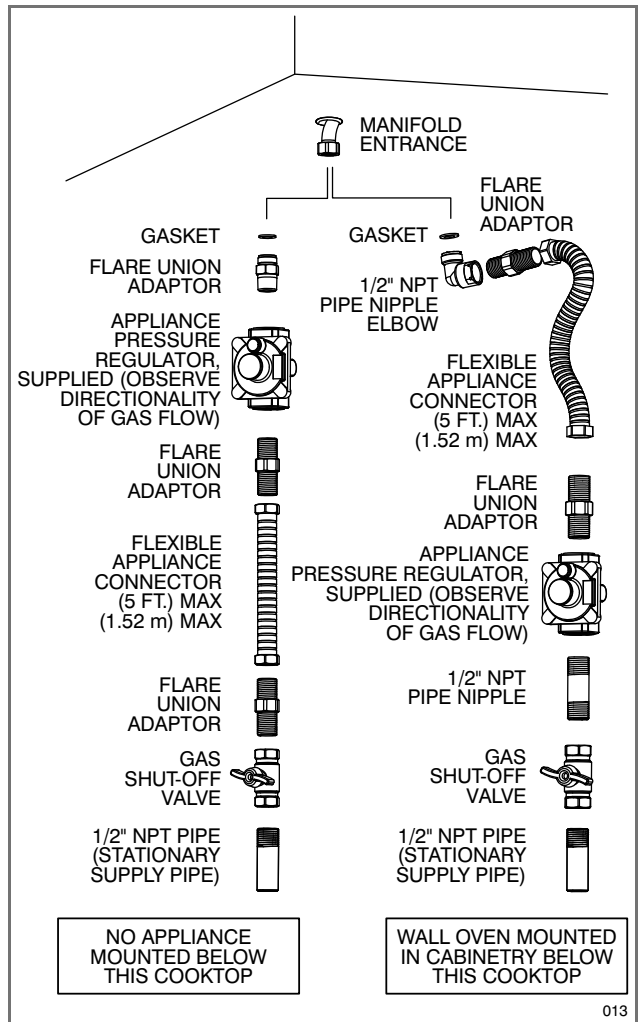 MANIFOLD
ENTRANCE
GASKET
FLARE UNION
ADAPTOR
APPLIANCE
PRESSURE
REGULATOR,
SUPPLIED (OBSERVE
DIRECTIONALITY
OF GAS FLOW)
FLARE
UNION
ADAPTOR
FLEXIBLE
APPLIANCE
CONNECTOR
(5 FT.) MAX
(1.52 m) MAX
FLARE
UNION
ADAPTOR
GAS
SHUT-OFF
VALVE
1/2" NPT PIPE
(STATIONARY
SUPPLY PIPE)
NO APPLIANCE
MOUNTED BELOW
THIS COOKTOP
FLARE
UNION
ADAPTOR
GASKET
1/2" NPT
PIPE NIPPLE
ELBOW
FLEXIBLE
APPLIANCE
CONNECTOR
(5 FT.) MAX
(1.52 m) MAX
FLARE
UNION
ADAPTOR
APPLIANCE
PRESSURE REGULATOR,
SUPPLIED (OBSERVE
DIRECTIONALITY
OF GAS FLOW)
1/2" NPT
PIPE NIPPLE
GAS
SHUT-OFF
VALVE
1/2" NPT PIPE
(STATIONARY
SUPPLY PIPE)
WALL OVEN MOUNTED
IN CABINETRY BELOW
THIS COOKTOP
013